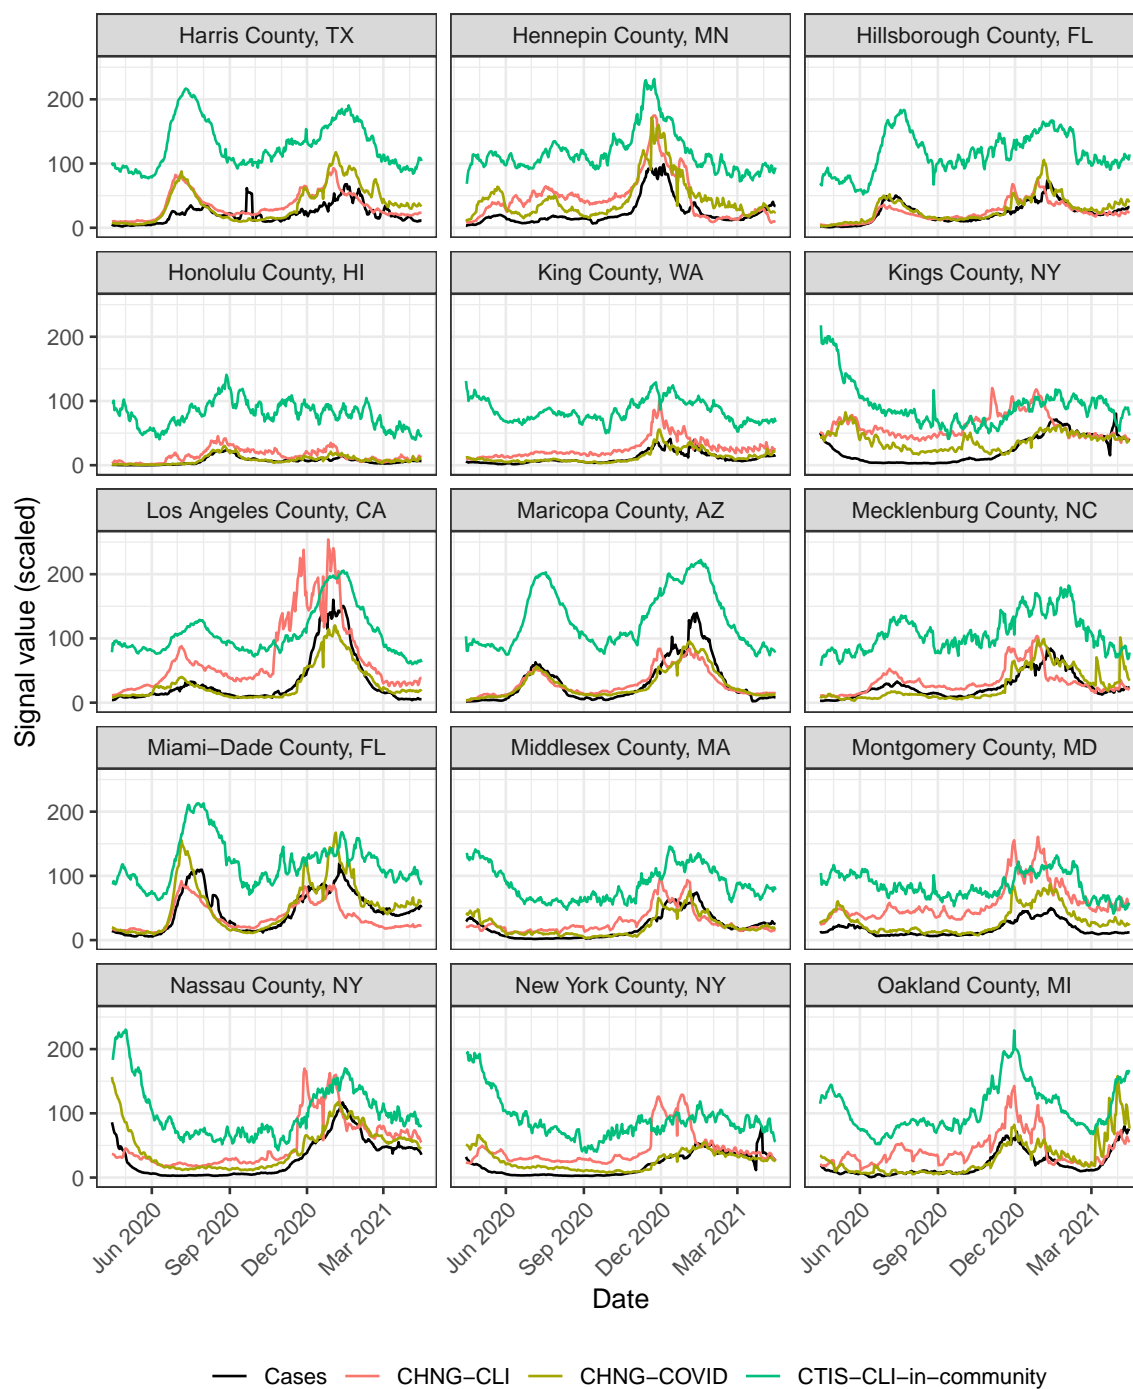 Harris County, TX
Hennepin County, MN
Hillsborough County, FL
200
100
0
Honolulu County, HI
King County, WA
Kings County, NY
200
100
0
Los Angeles County, CA
Maricopa County, AZ
Mecklenburg County, NC
200
100
0
Signal value (scaled)
Miami−Dade County, FL
Middlesex County, MA
Montgomery County, MD
200
100
0
Nassau County, NY
New York County, NY
Oakland County, MI
200
100
0
Jun 2020
Sep 2020
Dec 2020
Mar 2021
Jun 2020
Sep 2020
Dec 2020
Mar 2021
Jun 2020
Sep 2020
Dec 2020
Mar 2021
Date
Cases
CHNG−CLI
CHNG−COVID
CTIS−CLI−in−community